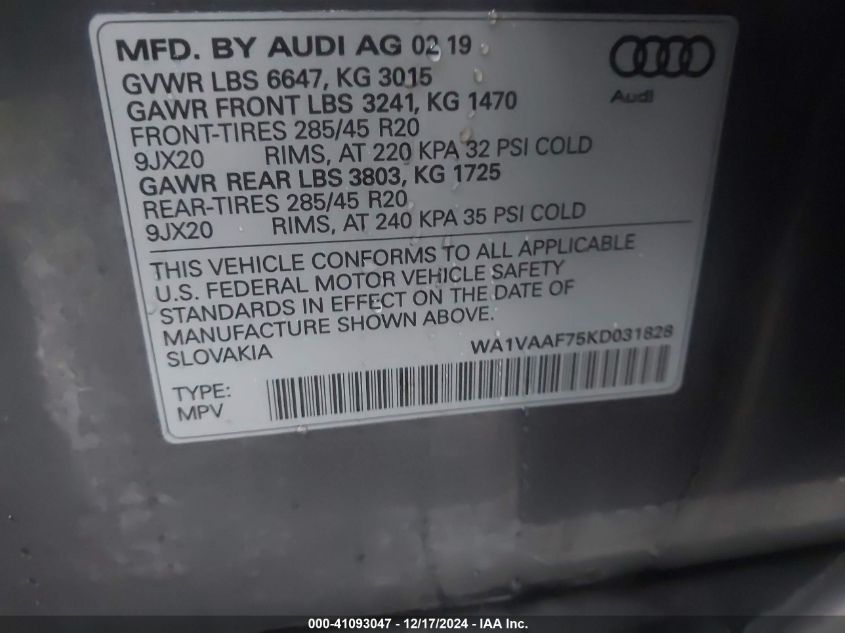 MFD. BY AUDI AG 02 19
Audi
GVWR LBS 6647, KG 3015
GAWR FRONT LBS 3241, KG 1470
FRONT-TIRES 285/45 R20
9JX20 RIMS, AT 220 KPA 32 PSI COLD
GAWR REAR LBS 3803, KG 1725
REAR-TIRES 285/45 R20
9JX20 RIMS, AT 240 KPA 35 PSI COLD
THIS VEHICLE CONFORMS TO ALL APPLICABLE
U.S. FEDERAL MOTOR VEHICLE SAFETY
STANDARDS IN EFFECT ON THE DATE OF
MANUFACTURE SHOWN ABOVE.
SLOVAKIA WA1VAAF75KD031828
TYPE:
MPV
000-41093047 - 12/17/2024 - IAA Inc.